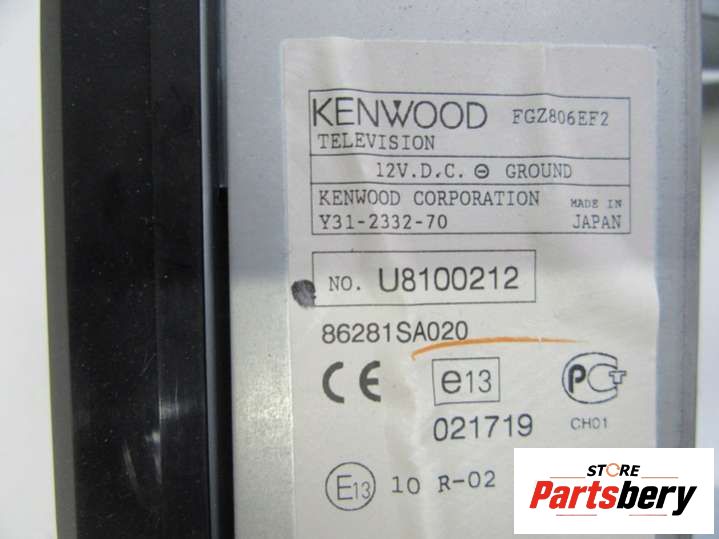 KENWOOD FGZ806EF2
TELEVISION
12V.D.C. ⊖ GROUND
KENWOOD CORPORATION MADE IN
Y31-2332-70 JAPAN
NO. U8100212
86281SA020
CE e13 PCT
021719 CH01
E13 10 R-02
STORE
Partsbery